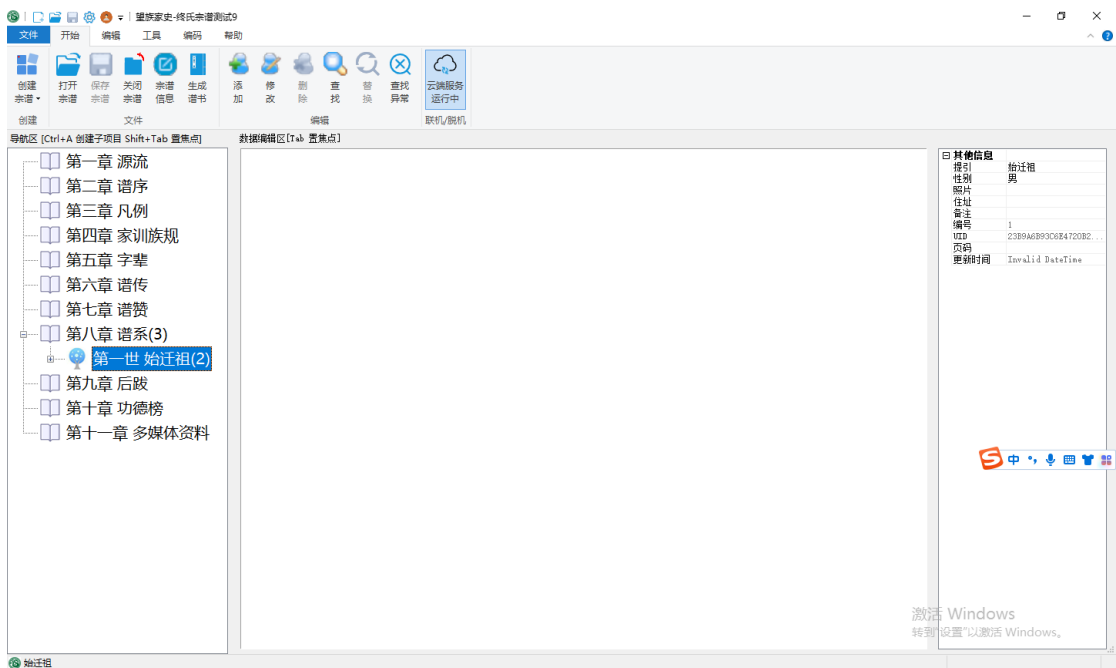 望族家史-终氏宗谱测试9
文件 开始 编辑 工具 编码 帮助
创建 打开 保存 关闭 宗谱 生成 添 修 删 查 替 查找 云端服务
宗谱 宗谱 宗谱 宗谱 信息 谱书 加 改 除 找 换 异常 运行中
创建 文件 编辑 联机/脱机
导航区 [Ctrl+A 创建子项目 Shift+Tab 置焦点]
数据编辑区[Tab 置焦点]
第一章 源流
第二章 谱序
第三章 凡例
第四章 家训族规
第五章 字辈
第六章 谱传
第七章 谱赞
第八章 谱系(3)
第一世 始迁祖(2)
第九章 后跋
第十章 功德榜
第十一章 多媒体资料
其他信息
提引 始迁祖
性别 男
照片
住址
备注
编号 1
UID 23B9A6B93C6E4720B2...
页码
更新时间 Invalid DateTime
中
激活 Windows
转到"设置"以激活 Windows。
始迁祖